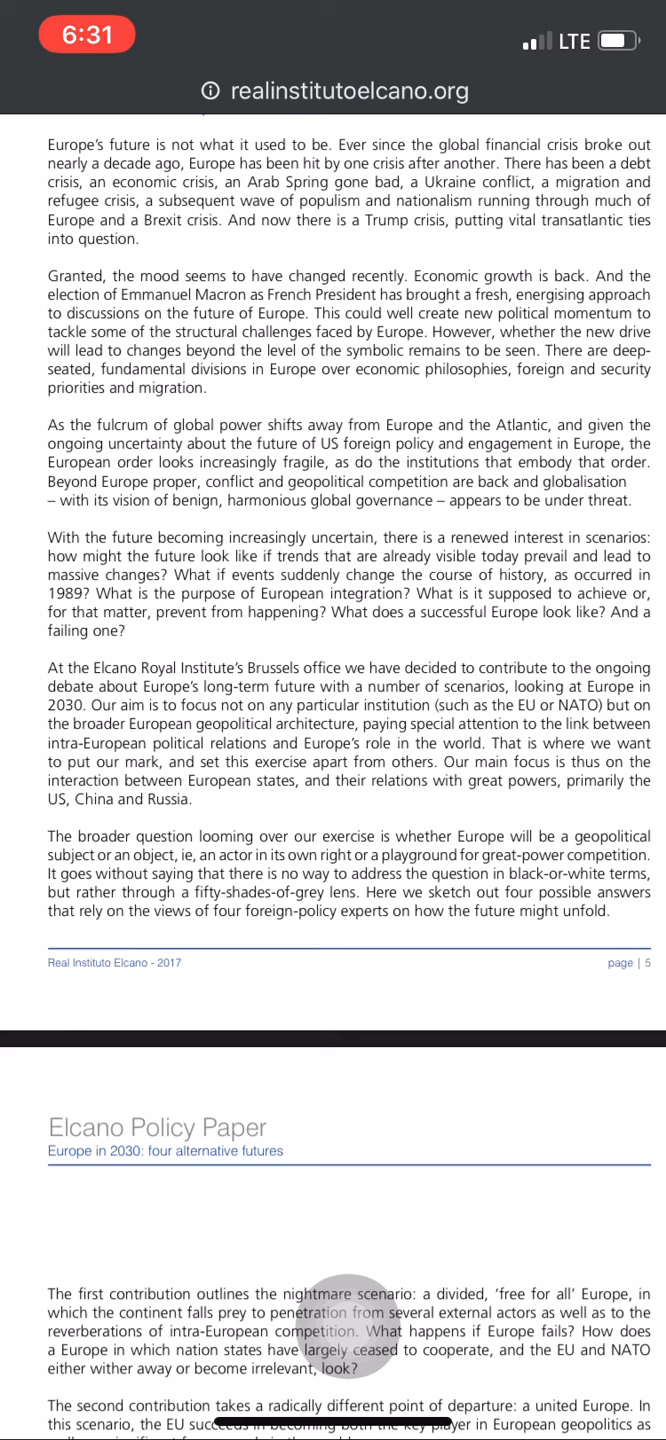 6:31
LTE
realinstitutoelcano.org
Europe's future is not what it used to be. Ever since the global financial crisis broke out
nearly a decade ago, Europe has been hit by one crisis after another. There has been a debt
crisis, an economic crisis, an Arab Spring gone bad, a Ukraine conflict, a migration and
refugee crisis, a subsequent wave of populism and nationalism running through much of
Europe and a Brexit crisis. And now there is a Trump crisis, putting vital transatlantic ties
into question.
Granted, the mood seems to have changed recently. Economic growth is back. And the
election of Emmanuel Macron as French President has brought a fresh, energising approach
to discussions on the future of Europe. This could well create new political momentum to
tackle some of the structural challenges faced by Europe. However, whether the new drive
will lead to changes beyond the level of the symbolic remains to be seen. There are deep-
seated, fundamental divisions in Europe over economic philosophies, foreign and security
priorities and migration.
As the fulcrum of global power shifts away from Europe and the Atlantic, and given the
ongoing uncertainty about the future of US foreign policy and engagement in Europe, the
European order looks increasingly fragile, as do the institutions that embody that order.
Beyond Europe proper, conflict and geopolitical competition are back and globalisation
– with its vision of benign, harmonious global governance – appears to be under threat.
With the future becoming increasingly uncertain, there is a renewed interest in scenarios:
how might the future look like if trends that are already visible today prevail and lead to
massive changes? What if events suddenly change the course of history, as occurred in
1989? What is the purpose of European integration? What is it supposed to achieve or,
for that matter, prevent from happening? What does a successful Europe look like? And a
failing one?
At the Elcano Royal Institute's Brussels office we have decided to contribute to the ongoing
debate about Europe's long-term future with a number of scenarios, looking at Europe in
2030. Our aim is to focus not on any particular institution (such as the EU or NATO) but on
the broader European geopolitical architecture, paying special attention to the link between
intra-European political relations and Europe's role in the world. That is where we want
to put our mark, and set this exercise apart from others. Our main focus is thus on the
interaction between European states, and their relations with great powers, primarily the
US, China and Russia.
The broader question looming over our exercise is whether Europe will be a geopolitical
subject or an object, ie, an actor in its own right or a playground for great-power competition.
It goes without saying that there is no way to address the question in black-or-white terms,
but rather through a fifty-shades-of-grey lens. Here we sketch out four possible answers
that rely on the views of four foreign-policy experts on how the future might unfold.
Real Instituto Elcano - 2017
page | 5
Elcano Policy Paper
Europe in 2030: four alternative futures
The first contribution outlines the nightmare scenario: a divided, 'free for all' Europe, in
which the continent falls prey to penetration from several external actors as well as to the
reverberations of intra-European competition. What happens if Europe fails? How does
a Europe in which nation states have largely ceased to cooperate, and the EU and NATO
either wither away or become irrelevant, look?
The second contribution takes a radically different point of departure: a united Europe. In
this scenario, the EU succeeds in becoming both the key player in European geopolitics as